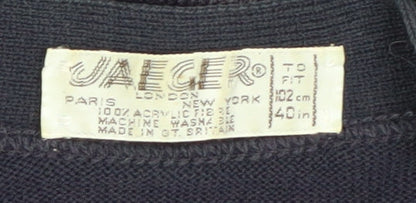 JAEGER®
LONDON
PARIS NEW YORK
100% ACRYLIC FIBRE
MACHINE WASHABLE
MADE IN GT. BRITAIN
TO
FIT
102 cm
40 in